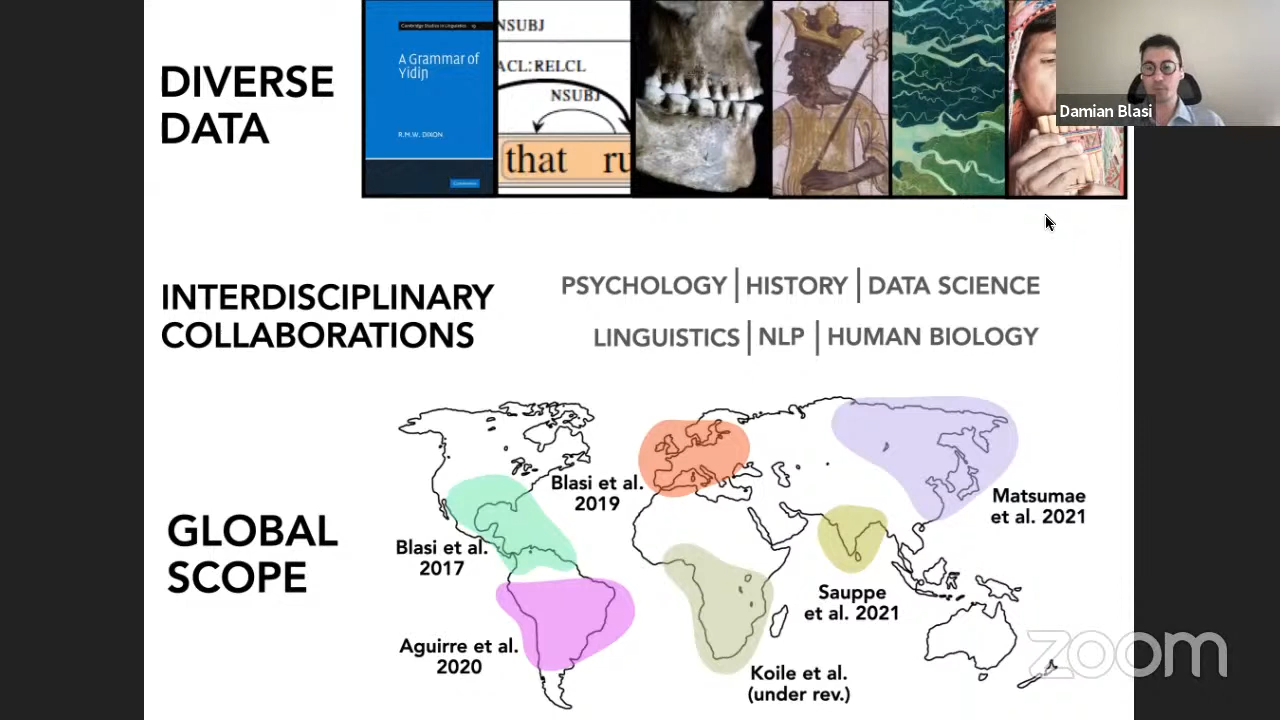 DIVERSE
DATA
A Grammar of
Yidiɲ
R.M.W. DIXON
NSUBJ
ACL:RELCL
NSUBJ
that ru
Damian Blasi
INTERDISCIPLINARY
COLLABORATIONS
PSYCHOLOGY | HISTORY | DATA SCIENCE
LINGUISTICS | NLP | HUMAN BIOLOGY
GLOBAL
SCOPE
Blasi et al.
2019
Matsumae
et al. 2021
Blasi et al.
2017
Sauppe
et al. 2021
Aguirre et al.
2020
Koile et al.
(under rev.)
zoom